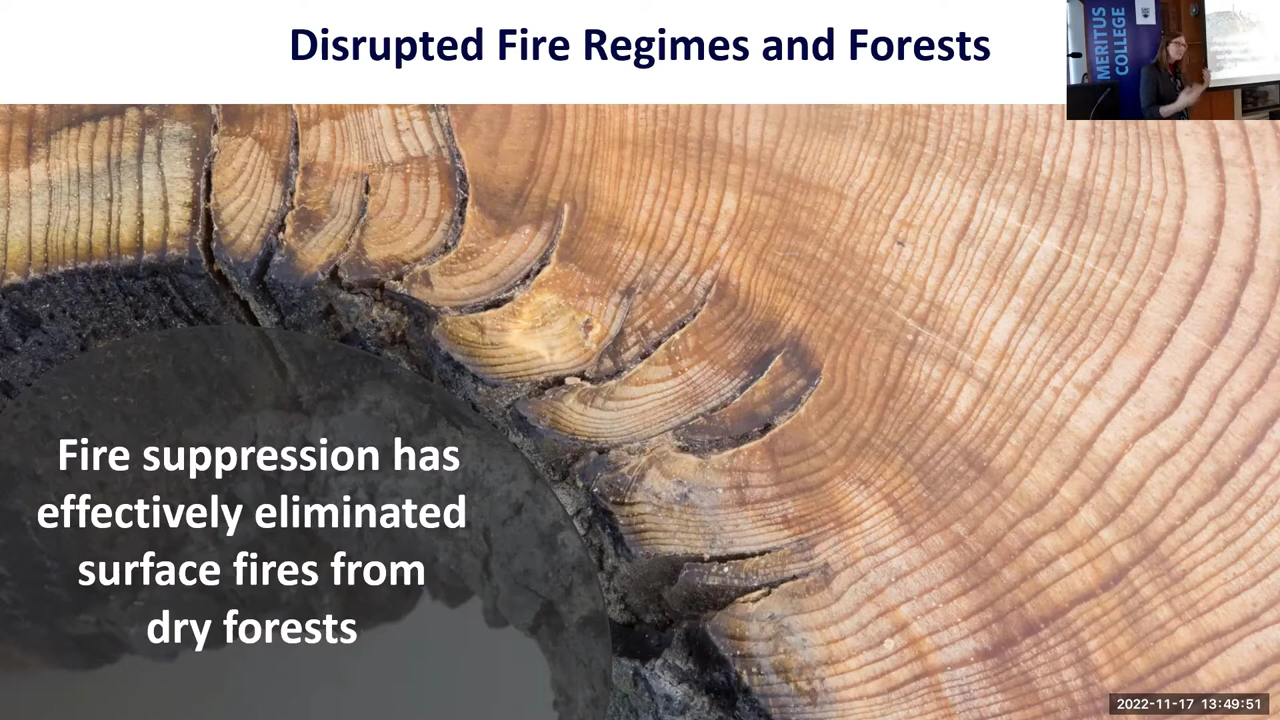 Disrupted Fire Regimes and Forests
MERITUS
COLLEGE
Fire suppression has
effectively eliminated
surface fires from
dry forests
2022-11-17 13:49:51